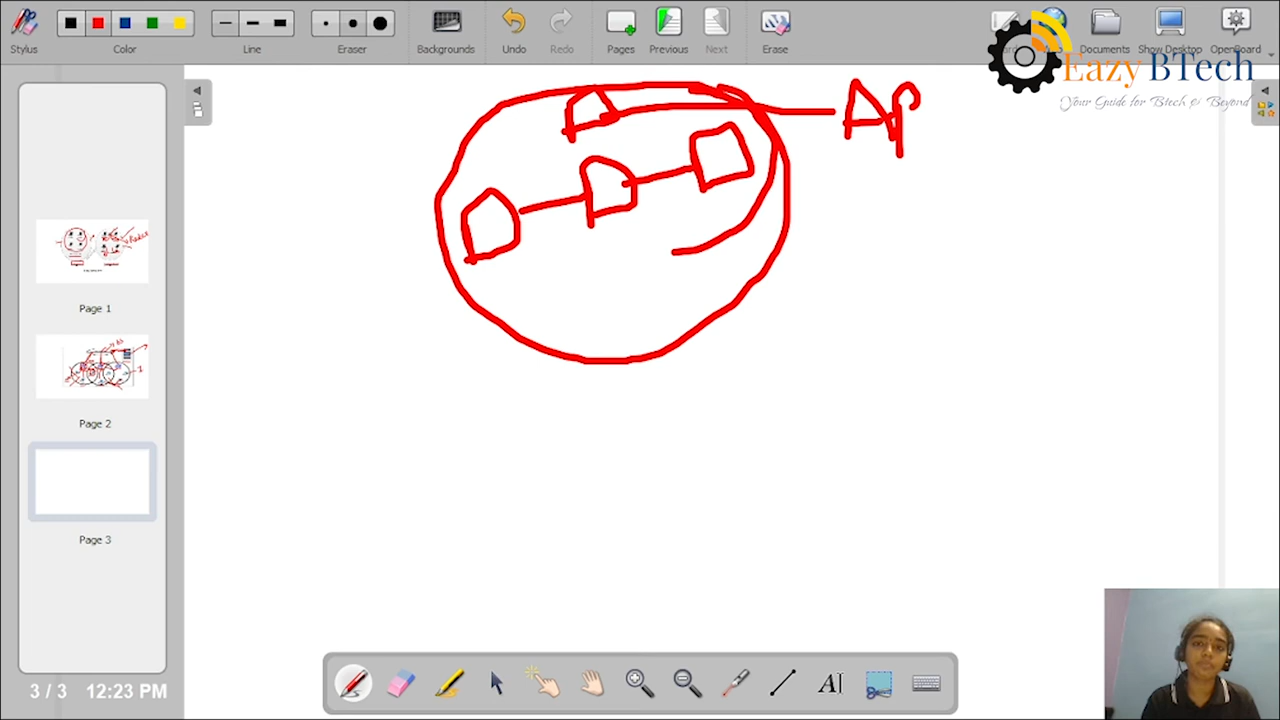 Stylus
Color
Line
Eraser
Backgrounds
Undo
Redo
Pages
Previous
Next
Erase
Documents
Show Desktop
OpenBoard
Eazy BTech
Your Guide for Btech & Beyond
AP
Page 1
Page 2
Page 3
3 / 3 12:23 PM